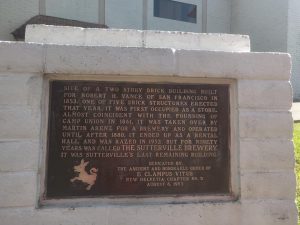 SITE OF A TWO STORY BRICK BUILDING BUILT
FOR ROBERT H. VANCE OF SAN FRANCISCO IN
1853. ONE OF FIVE BRICK STRUCTURES ERECTED
THAT YEAR, IT WAS FIRST OCCUPIED AS A STORE.
ALMOST COINCIDENT WITH THE FOUNDING OF
CAMP UNION IN 1861, IT WAS TAKEN OVER BY
MARTIN ARENZ FOR A BREWERY AND OPERATED
UNTIL AFTER 1880. IT ENDED UP AS A RENTAL
HALL, AND WAS RAZED IN 1952. BUT FOR NINETY
YEARS WAS CALLED THE SUTTERVILLE BREWERY.
IT WAS SUTTERVILLE'S LAST REMAINING BUILDING.
DEDICATED BY
THE ANCIENT AND HONORABLE ORDER OF
E CLAMPUS VITUS
NEW HELVETIA CHAPTER NO. 5
AUGUST 6,